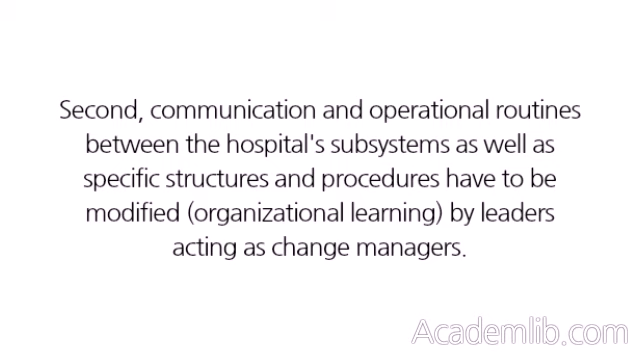 Second, communication and operational routines
between the hospital's subsystems as well as
specific structures and procedures have to be
modified (organizational learning) by leaders
acting as change managers.
Academlib.com